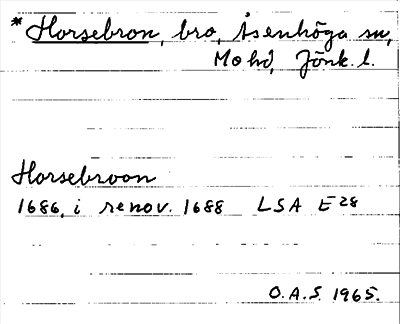 * Horsebron, bro, Åsenhöga sn,
Mo hd, Jönk. l.
Horsebroon
1686, i renov. 1688 LSA E28
O.A.S. 1965.